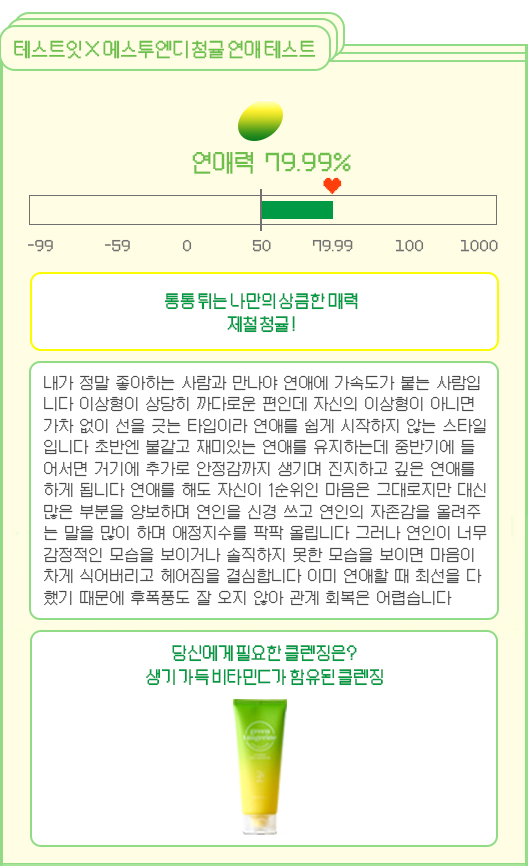 테스트잇X에스투엔디 청귤 연애 테스트
연애력 79.99%
-99 -59 0 50 79.99 100 1000
통통 튀는 나만의 상큼한 매력
제철 청귤!
내가 정말 좋아하는 사람과 만나야 연애에 가속도가 붙는 사람입
니다 이상형이 상당히 까다로운 편인데 자신의 이상형이 아니면
가차 없이 선을 긋는 타입이라 연애를 쉽게 시작하지 않는 스타일
입니다 초반엔 불같고 재미있는 연애를 유지하는데 중반기에 들
어서면 거기에 추가로 안정감까지 생기며 진지하고 깊은 연애를
하게 됩니다 연애를 해도 자신이 1순위인 마음은 그대로지만 대신
많은 부분을 양보하며 연인을 신경 쓰고 연인의 자존감을 올려주
는 말을 많이 하며 애정지수를 팍팍 올립니다 그러나 연인이 너무
감정적인 모습을 보이거나 솔직하지 못한 모습을 보이면 마음이
차게 식어버리고 헤어짐을 결심합니다 이미 연애할 때 최선을 다
했기 때문에 후폭풍도 잘 오지 않아 관계 회복은 어렵습니다
당신에게 필요한 클렌징은?
생기 가득 비타민C가 함유된 클렌징
green
tangerine